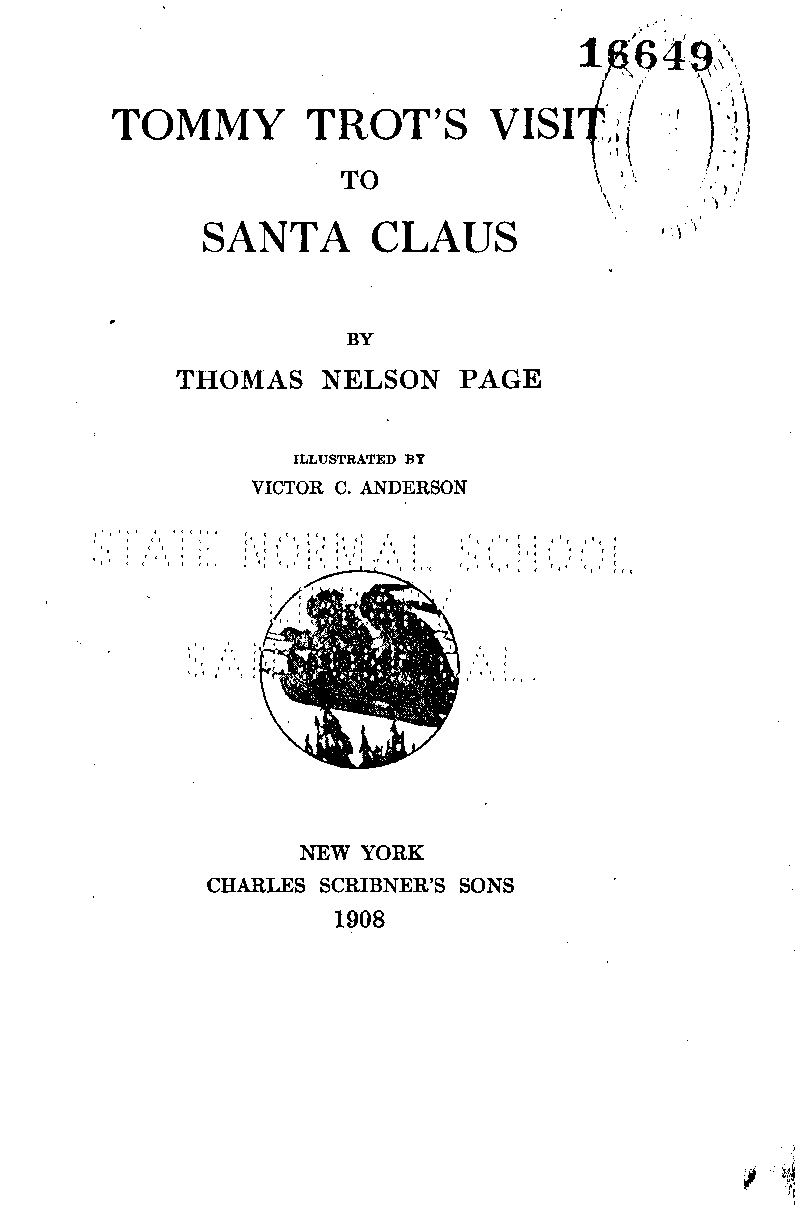 16649
TOMMY TROT'S VISIT
TO
SANTA CLAUS
BY
THOMAS NELSON PAGE
ILLUSTRATED BY
VICTOR C. ANDERSON
STATE NORMAL SCHOOL
NEW YORK
CHARLES SCRIBNER'S SONS
1908